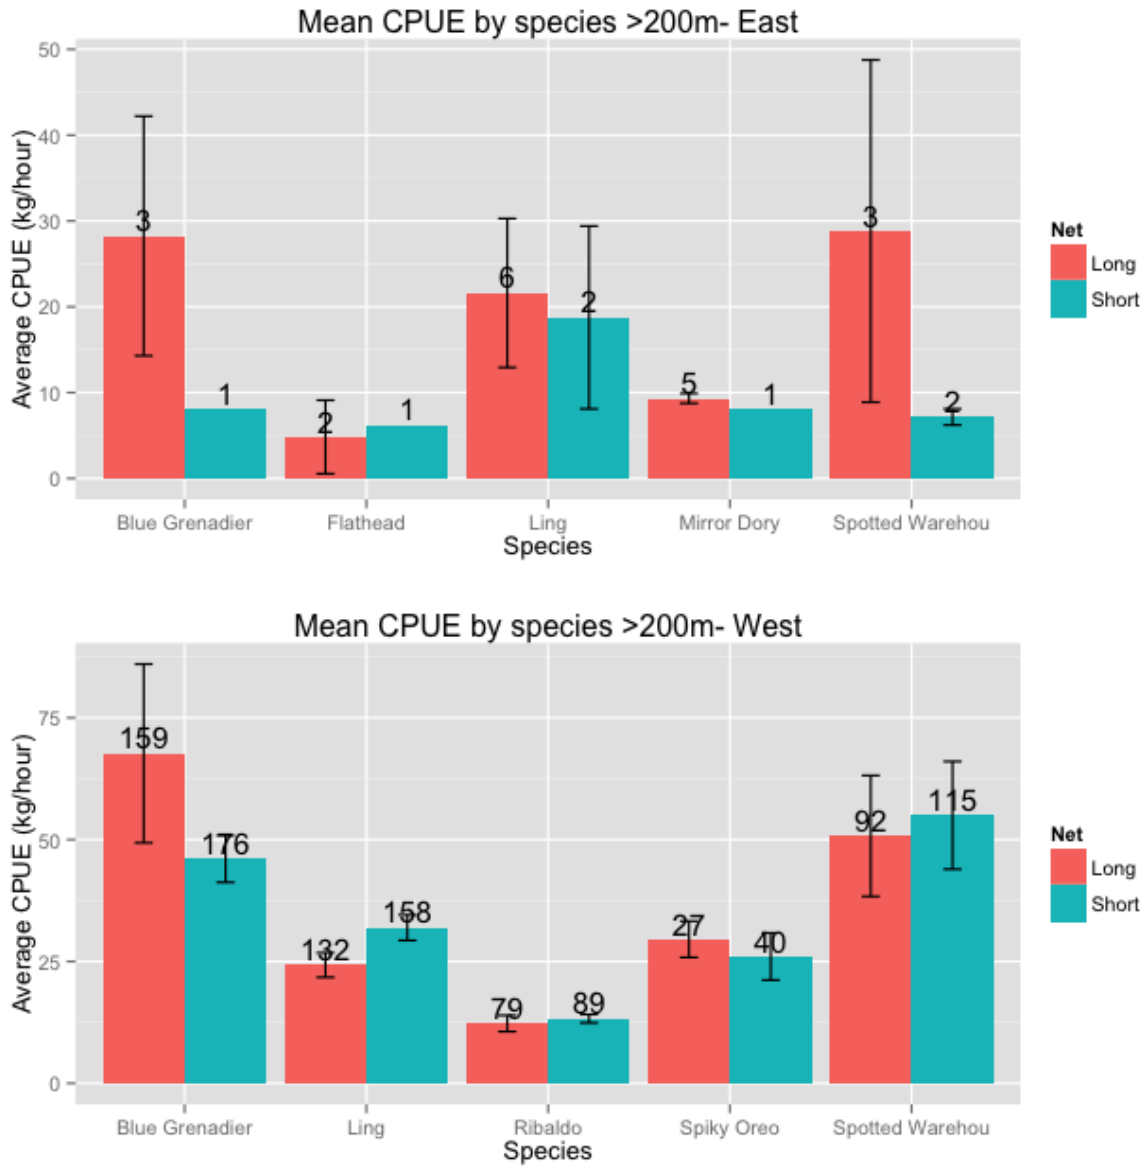 Mean CPUE by species >200m- East
Average CPUE (kg/hour)
50
40
30
20
10
0
3
1
2
1
6
2
5
1
3
2
Blue Grenadier
Flathead
Ling
Mirror Dory
Spotted Warehou
Species
Net
Long
Short
Mean CPUE by species >200m- West
Average CPUE (kg/hour)
75
50
25
0
159
176
132
158
79
89
27
40
92
115
Blue Grenadier
Ling
Ribaldo
Spiky Oreo
Spotted Warehou
Species
Net
Long
Short